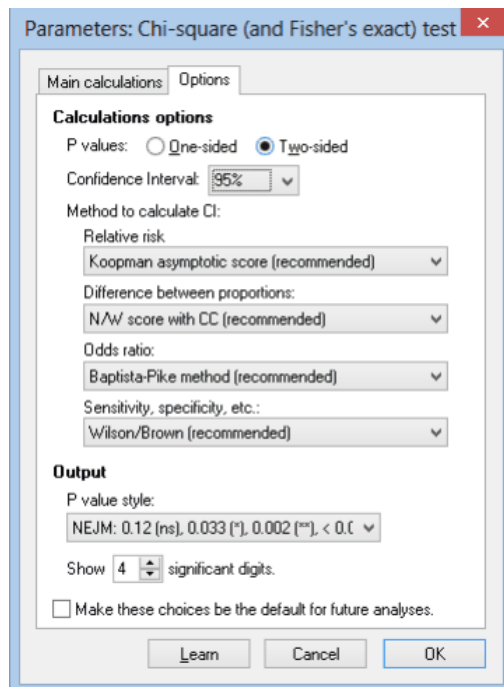 Parameters: Chi-square (and Fisher's exact) test
Main calculations Options
Calculations options
P values: One-sided Two-sided
Confidence Interval: 95%
Method to calculate CI:
Relative risk
Koopman asymptotic score (recommended)
Difference between proportions:
N/W score with CC (recommended)
Odds ratio:
Baptista-Pike method (recommended)
Sensitivity, specificity, etc.:
Wilson/Brown (recommended)
Output
P value style:
NEJM: 0.12 (ns), 0.033 (*), 0.002 (**), < 0.0
Show 4 significant digits.
Make these choices be the default for future analyses.
Learn Cancel OK